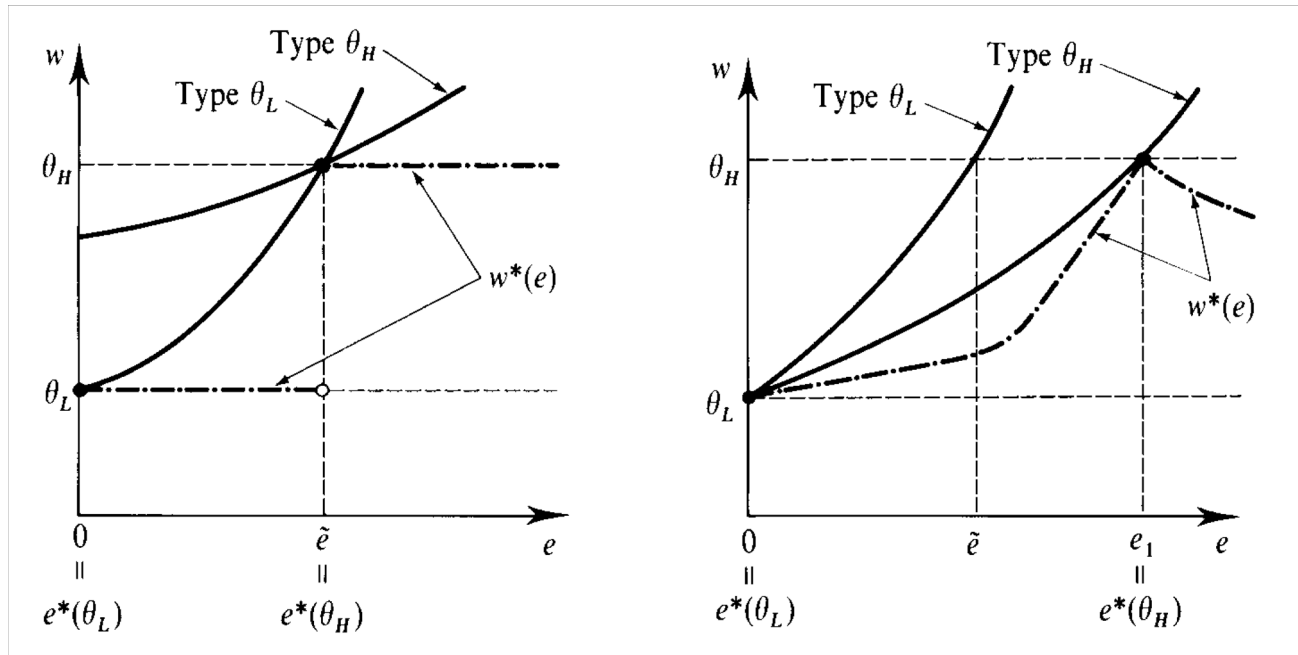 w
Type θ_H
Type θ_L
θ_H
w*(e)
θ_L
0
ẽ
e
=
=
e*(θ_L)
e*(θ_H)
w
Type θ_H
Type θ_L
θ_H
w*(e)
θ_L
0
ẽ
e_1
e
=
=
e*(θ_L)
e*(θ_H)